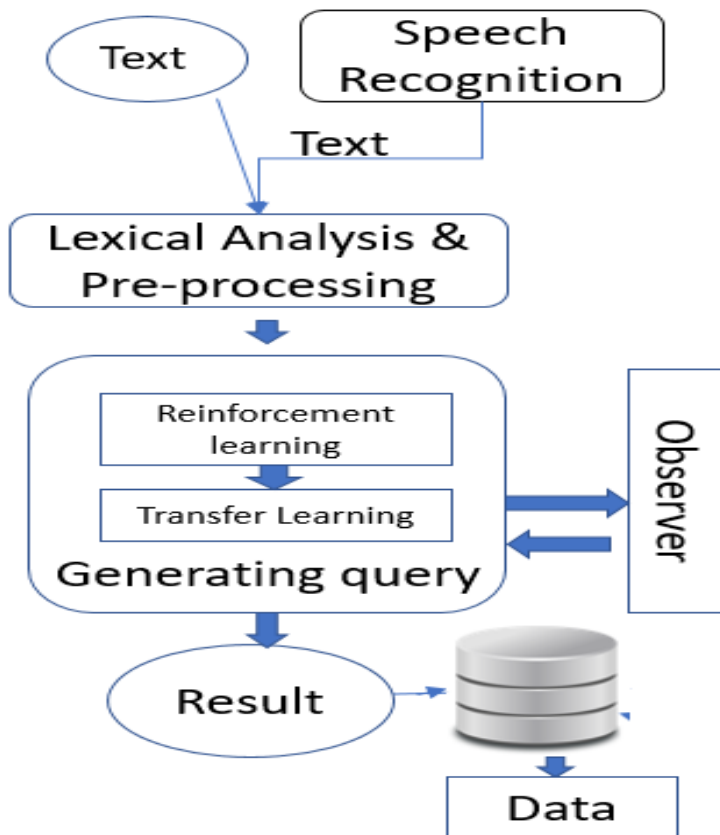 Text
Speech
Recognition
Text
Lexical Analysis &
Pre-processing
Reinforcement
learning
Transfer Learning
Generating query
Observer
Result
Data